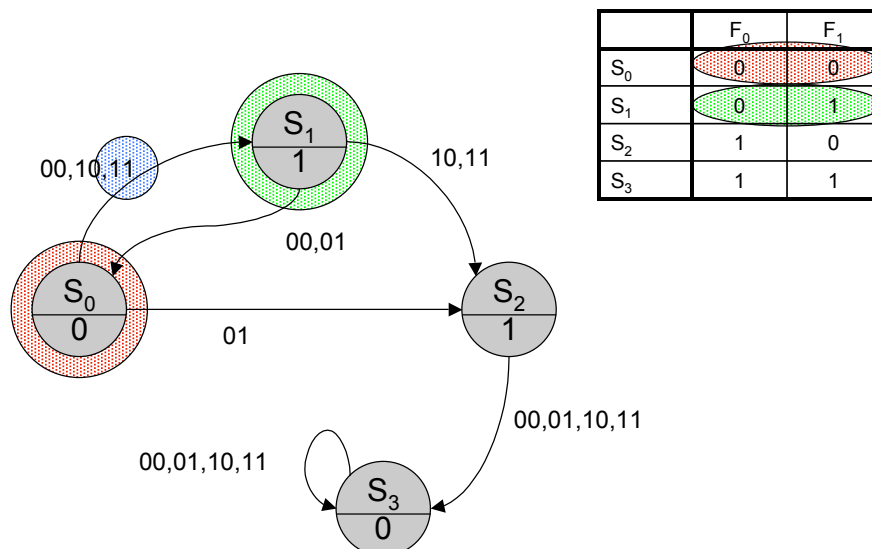 F₀ F₁
S₀ 0 0
S₁ 0 1
S₂ 1 0
S₃ 1 1
S₁
1
00,10,11
10,11
00,01
S₀
0
S₂
1
01
00,01,10,11
00,01,10,11
S₃
0